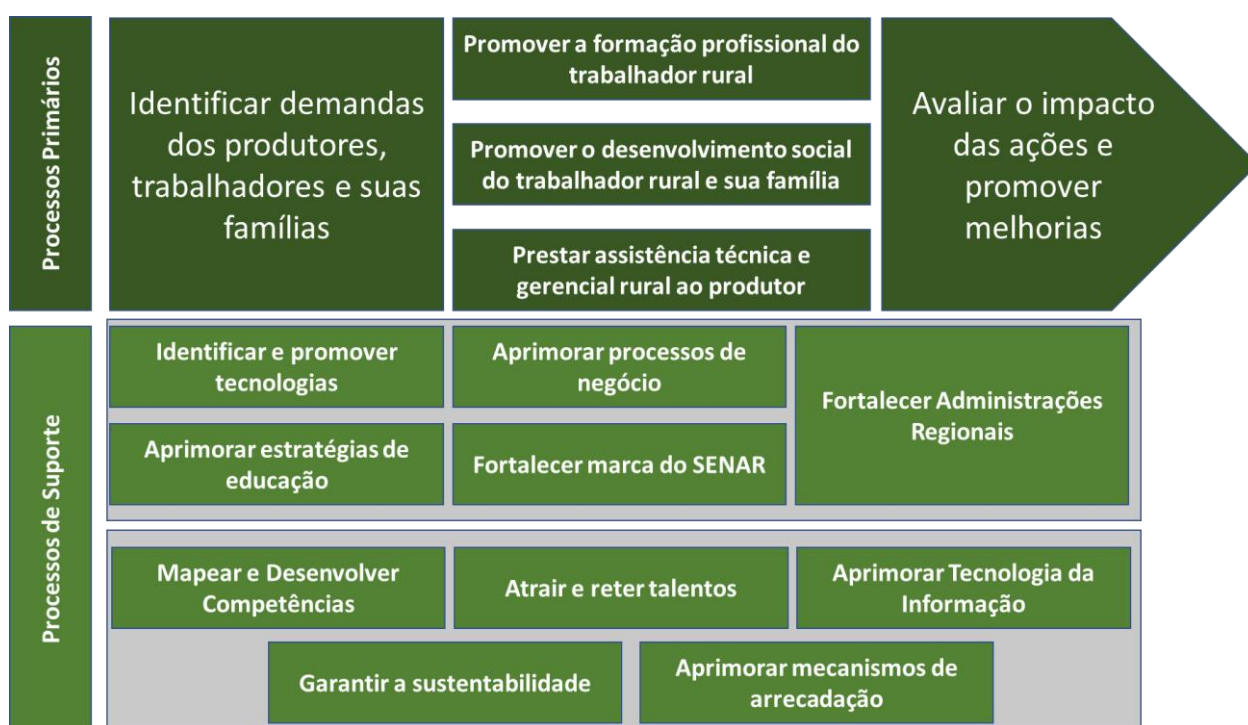 Processos Primários
Identificar demandas
dos produtores,
trabalhadores e suas
famílias
Promover a formação profissional do
trabalhador rural
Promover o desenvolvimento social
do trabalhador rural e sua família
Prestar assistência técnica e
gerencial rural ao produtor
Avaliar o impacto
das ações e
promover
melhorias
Processos de Suporte
Identificar e promover
tecnologias
Aprimorar processos de
negócio
Fortalecer Administrações
Regionais
Aprimorar estratégias de
educação
Fortalecer marca do SENAR
Mapear e Desenvolver
Competências
Atrair e reter talentos
Aprimorar Tecnologia da
Informação
Garantir a sustentabilidade
Aprimorar mecanismos de
arrecadação